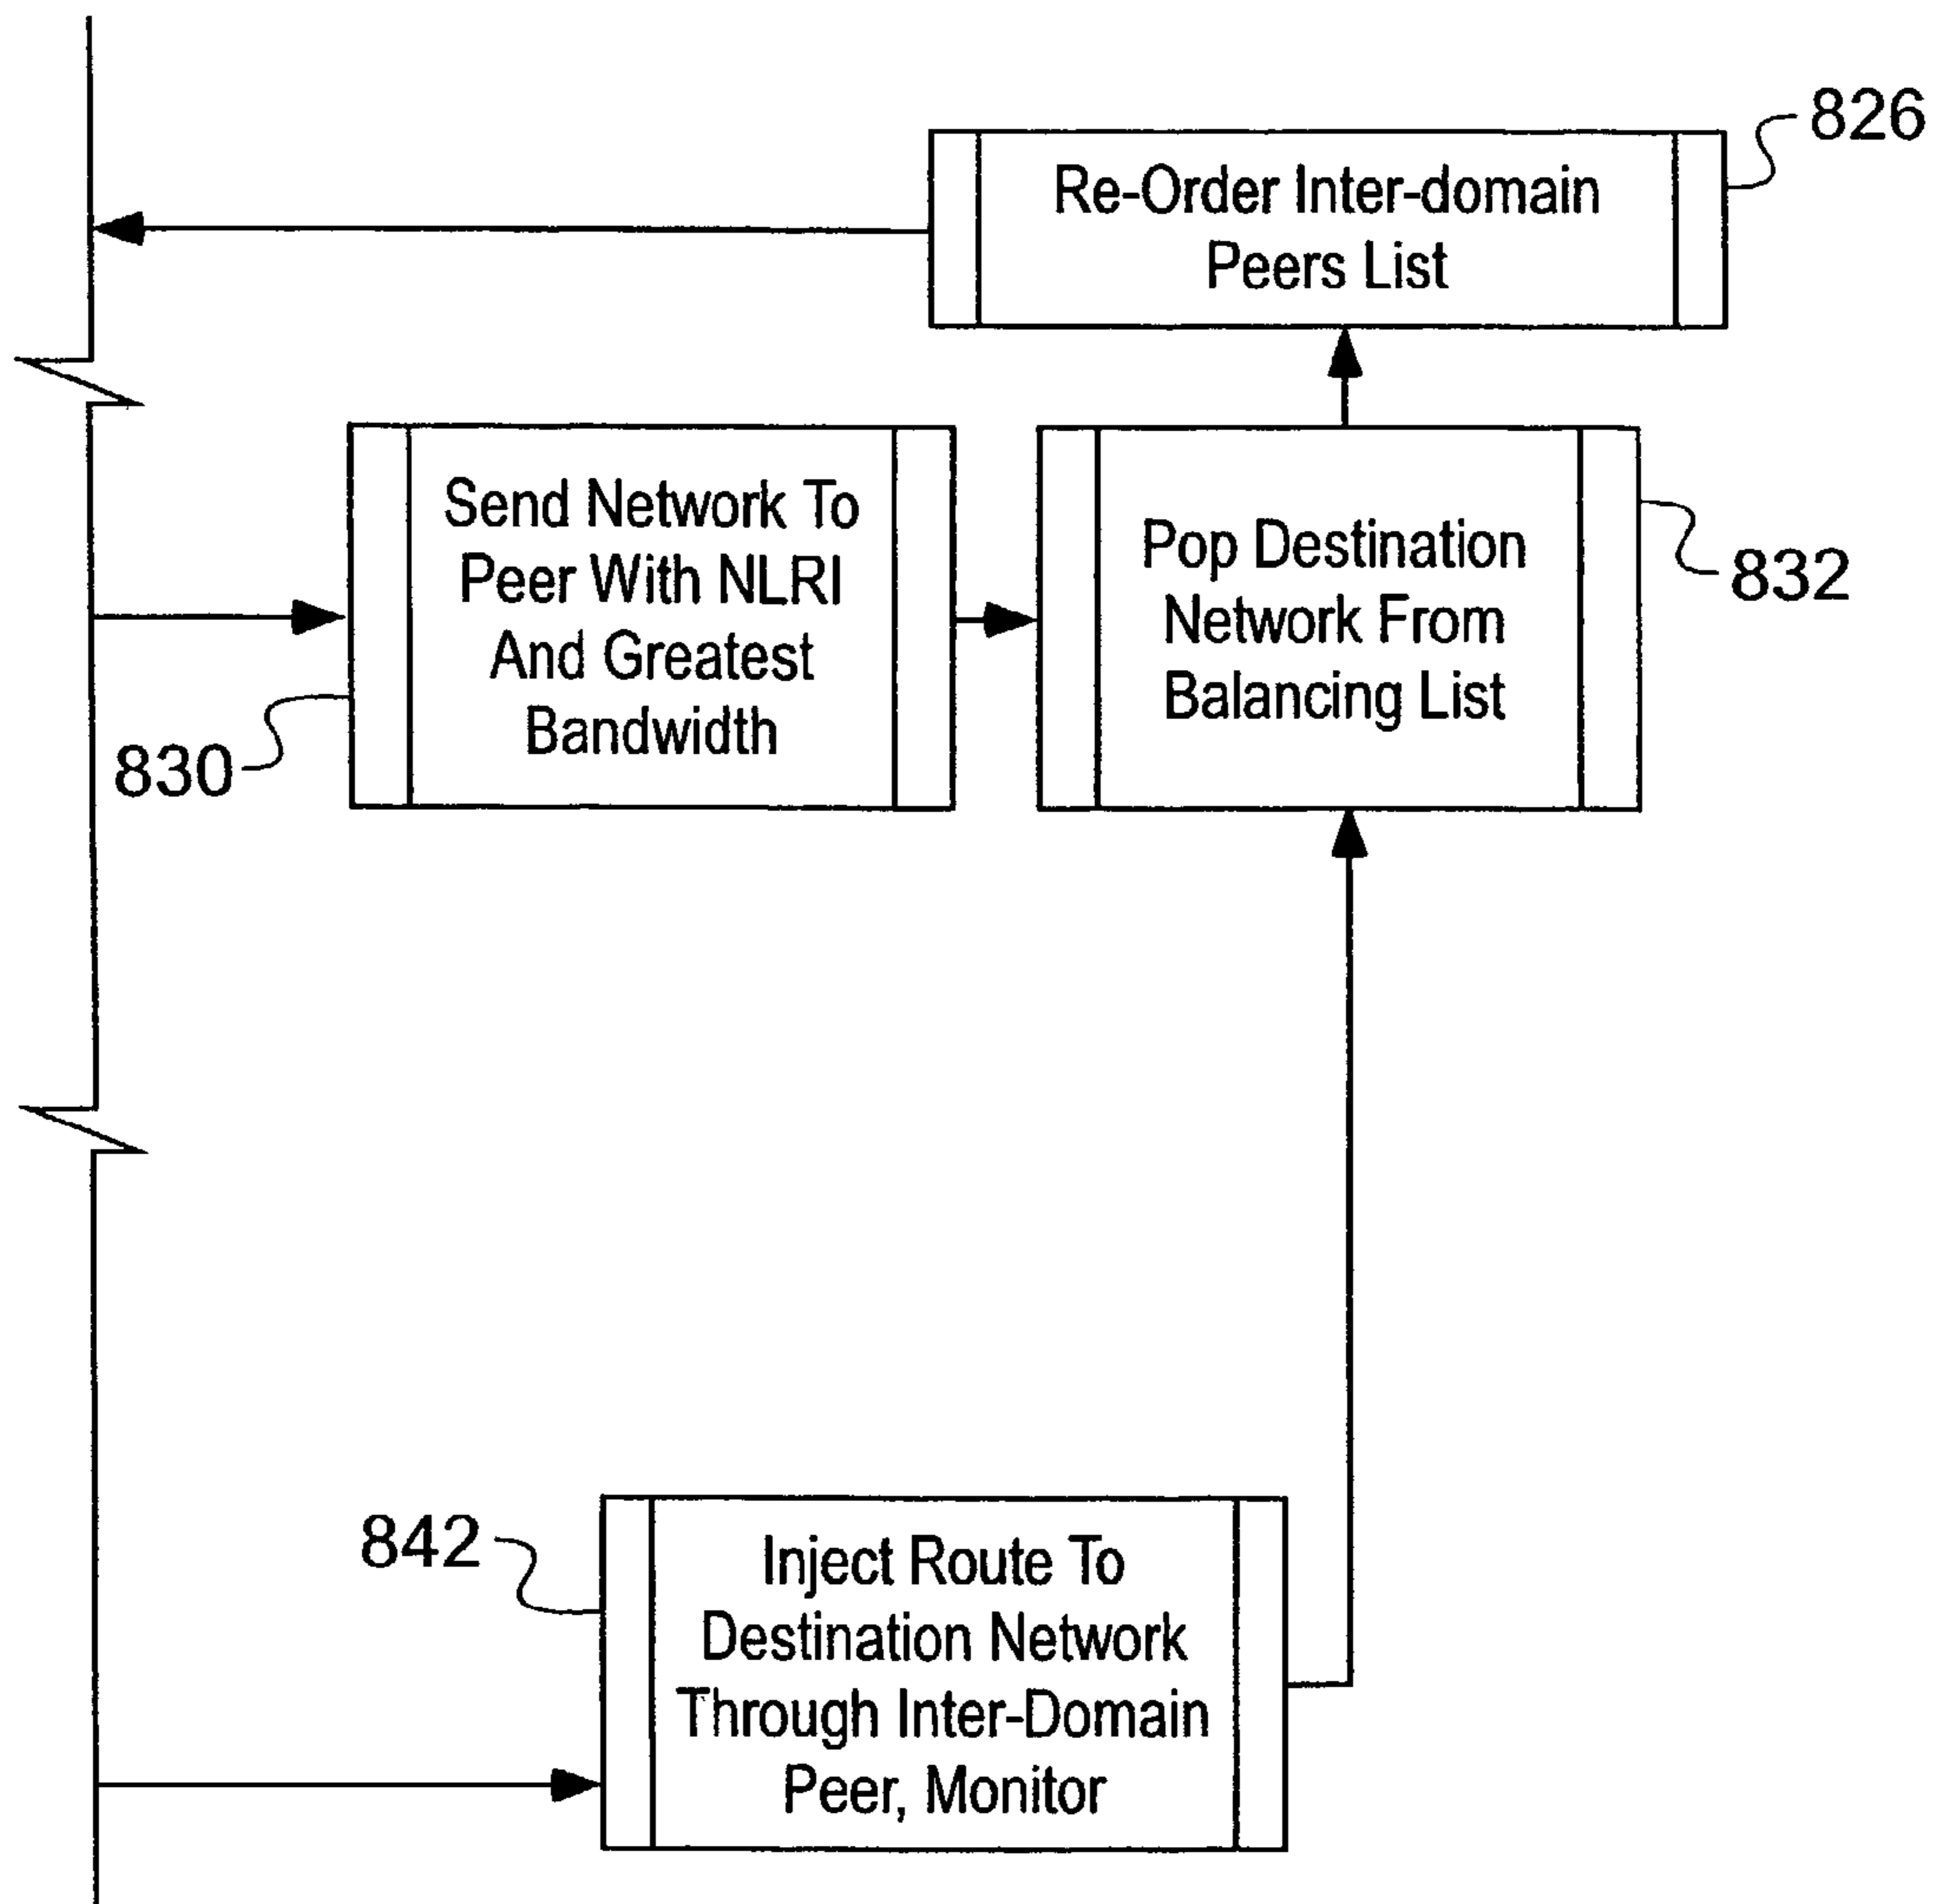 826
Re-Order Inter-domain
Peers List
Send Network To
Peer With NLRI
And Greatest
Bandwidth
830
Pop Destination
Network From
Balancing List
832
842
Inject Route To
Destination Network
Through Inter-Domain
Peer, Monitor